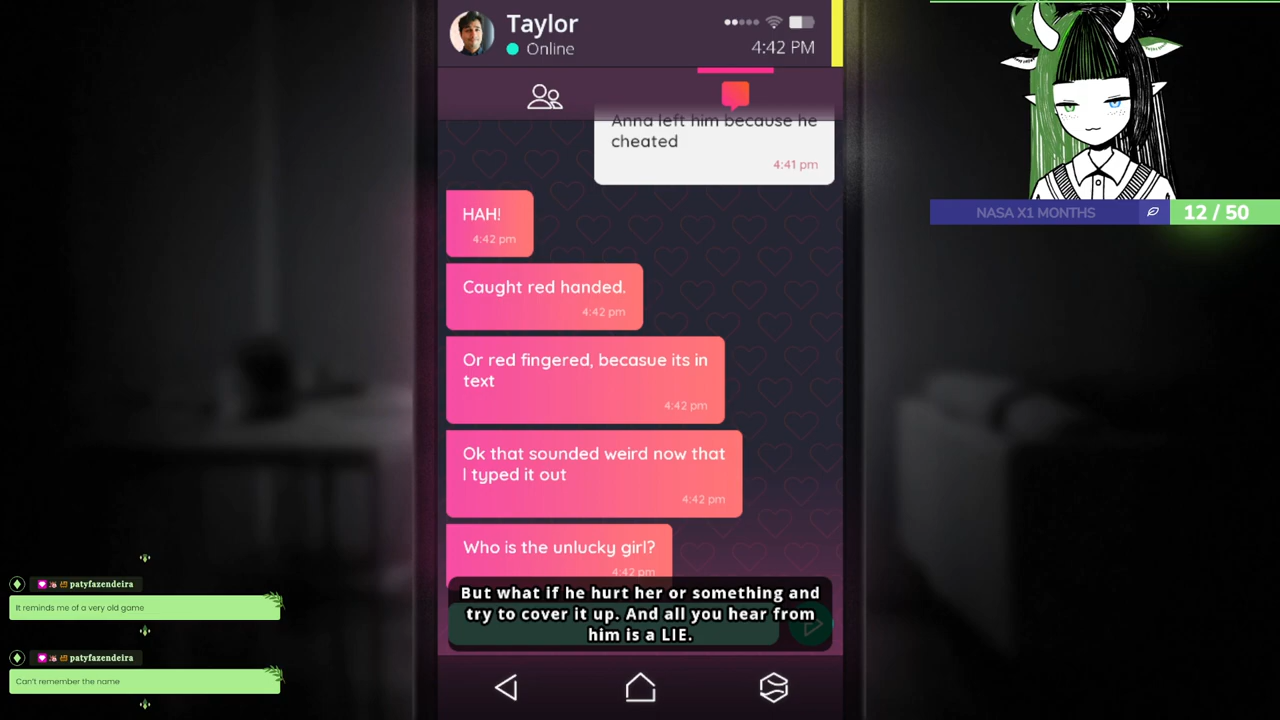 Taylor
Online
4:42 PM
Anna left him because he
cheated
4:41 pm
HAH!
4:42 pm
Caught red handed.
4:42 pm
Or red fingered, becasue its in
text
4:42 pm
Ok that sounded weird now that
I typed it out
4:42 pm
Who is the unlucky girl?
4:42 pm
But what if he hurt her or something and
try to cover it up. And all you hear from
him is a LIE.
NASA X1 MONTHS
12 / 50
patyfazendeira
It reminds me of a very old game
patyfazendeira
Can't remember the name